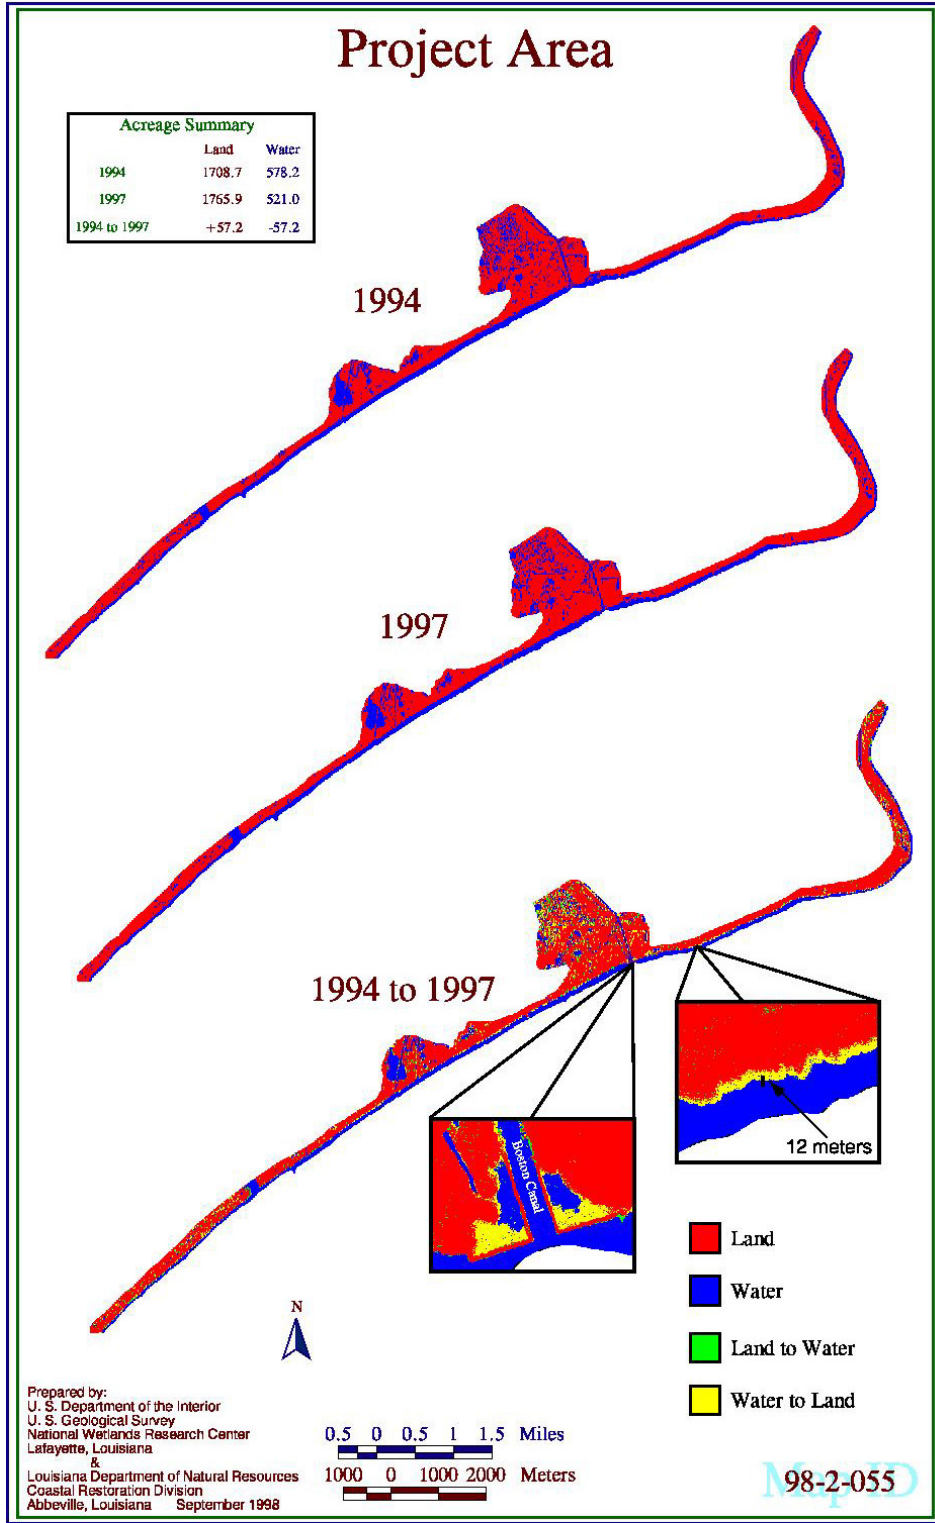 Project Area
Acreage Summary
Land Water
1994 1708.7 578.2
1997 1765.9 521.0
1994 to 1997 +57.2 -57.2
1994
1997
1994 to 1997
Boston Canal
12 meters
Land
Water
Land to Water
Water to Land
N
Prepared by:
U. S. Department of the Interior
U. S. Geological Survey
National Wetlands Research Center
Lafayette, Louisiana
&
Louisiana Department of Natural Resources
Coastal Restoration Division
Abbeville, Louisiana September 1998
0.5 0 0.5 1 1.5 Miles
1000 0 1000 2000 Meters
Map ID
98-2-055